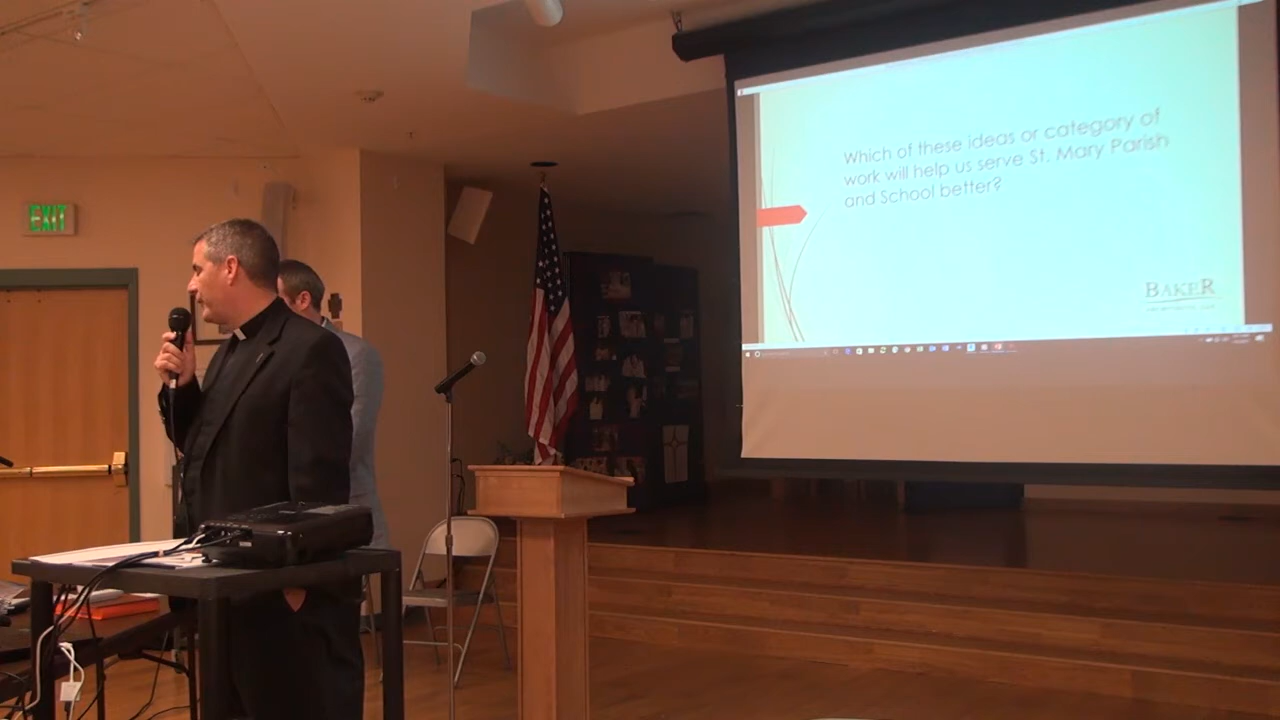 EXIT
Which of these ideas or category of
work will help us serve St. Mary Parish
and School better?
BAKER